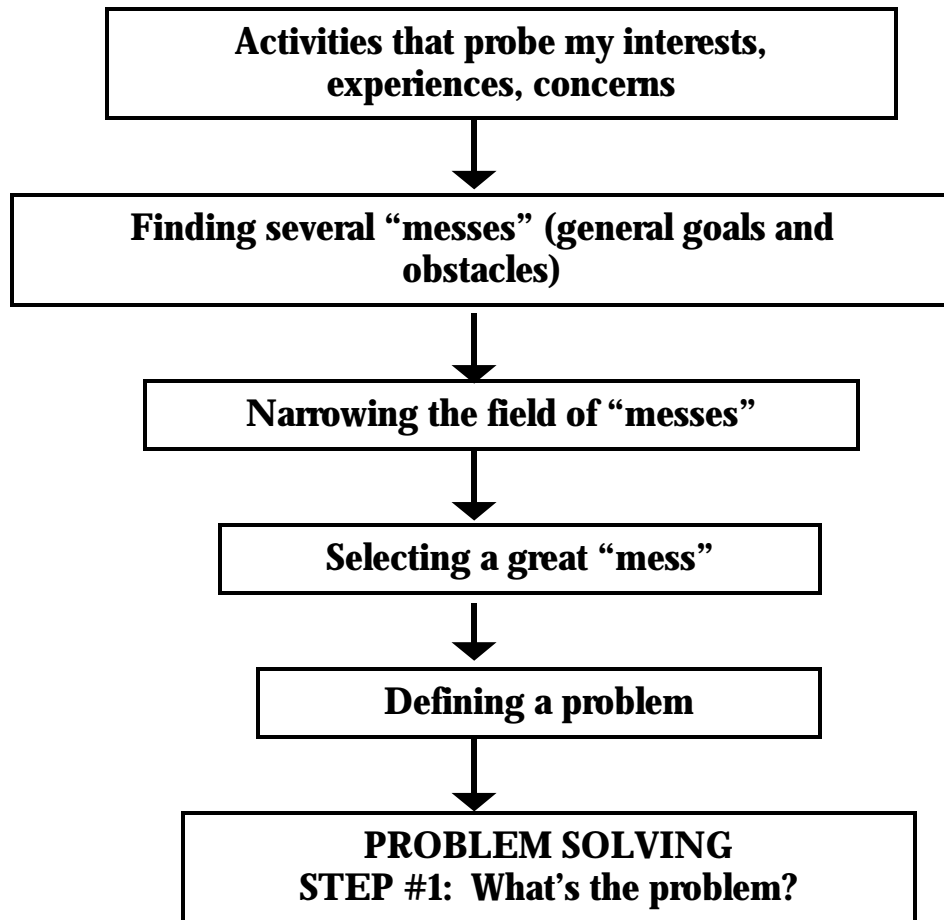 Activities that probe my interests,
experiences, concerns
Finding several “messes” (general goals and
obstacles)
Narrowing the field of “messes”
Selecting a great “mess”
Defining a problem
PROBLEM SOLVING
STEP #1: What's the problem?